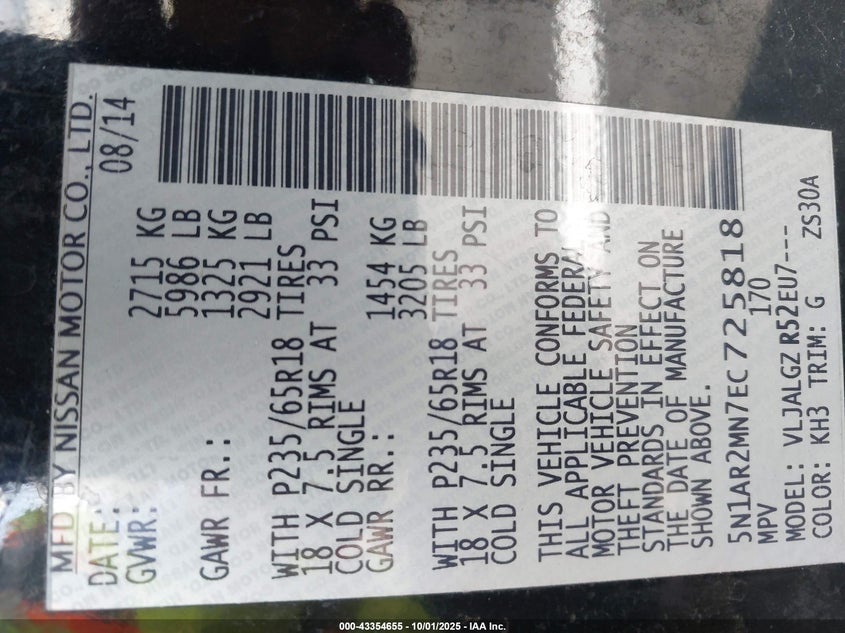 MFD BY NISSAN MOTOR CO., LTD.
DATE: 08/14
GVWR: 2715 KG
5986 LB
GAWR FR.: 1325 KG
2921 LB
WITH P235/65R18 TIRES
18 X 7.5 RIMS AT 33 PSI
COLD SINGLE
GAWR RR.: 1454 KG
3205 LB
WITH P235/65R18 TIRES
18 X 7.5 RIMS AT 33 PSI
COLD SINGLE
THIS VEHICLE CONFORMS TO
ALL APPLICABLE FEDERAL
MOTOR VEHICLE SAFETY AND
THEFT PREVENTION
STANDARDS IN EFFECT ON
THE DATE OF MANUFACTURE
SHOWN ABOVE.
5N1AR2MN7EC725818
MPV 170
MODEL: VLJALGZ R52EU7---
COLOR: KH3 TRIM: G ZS30A
000-43354655 - 10/01/2025 - IAA Inc.